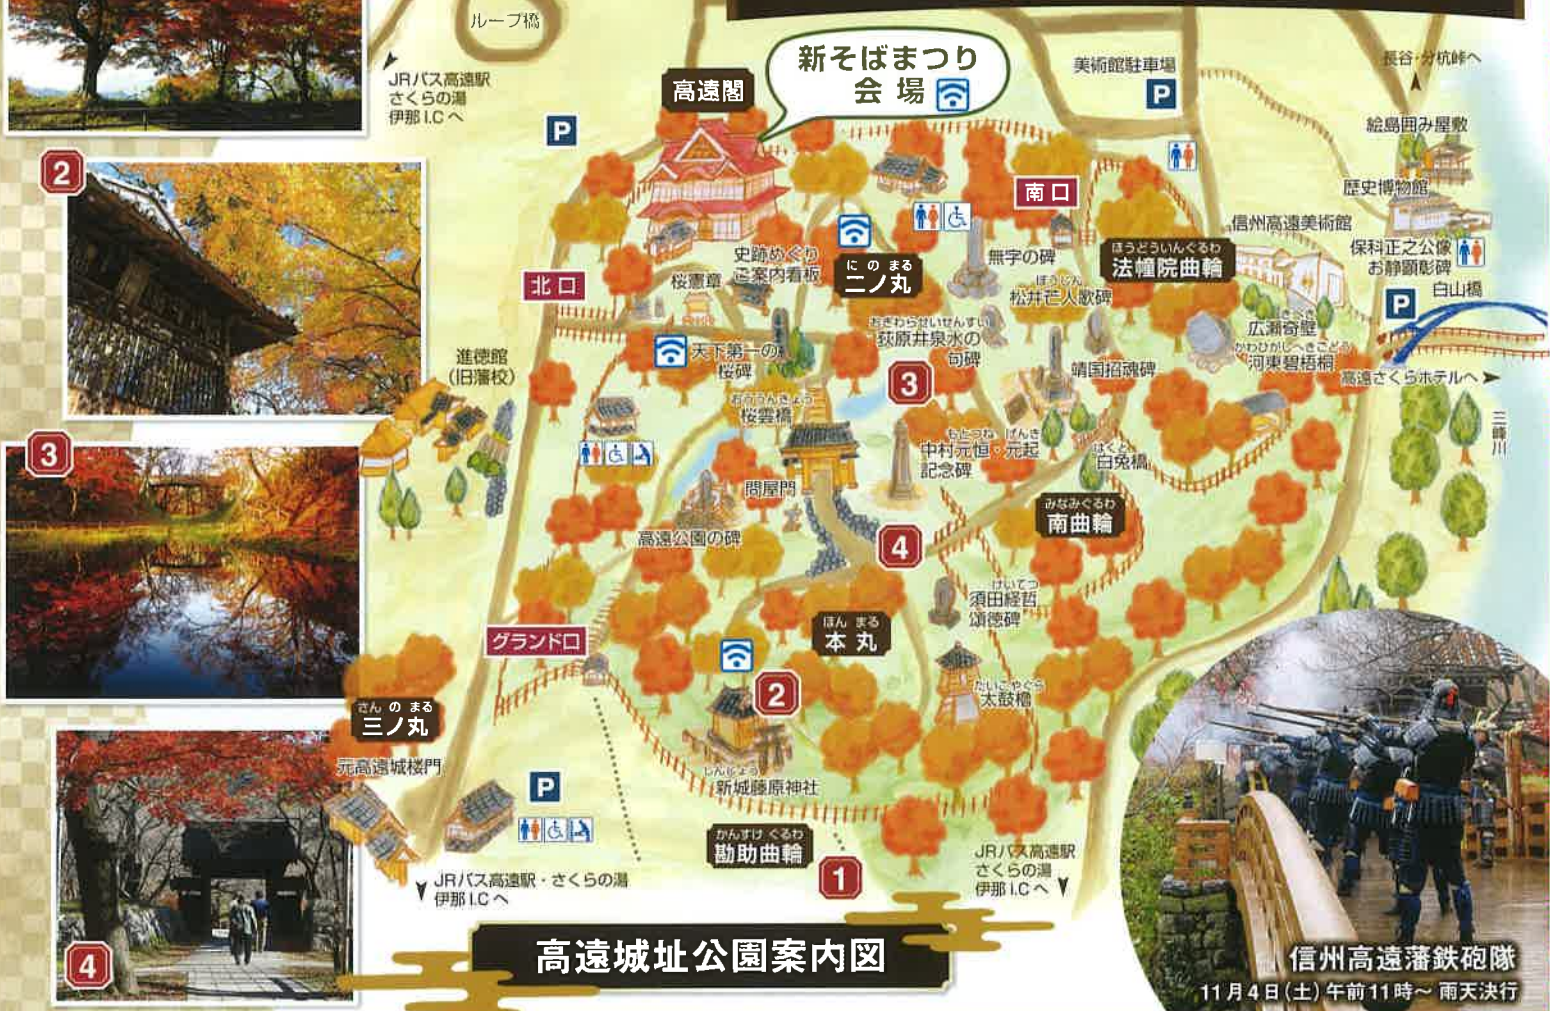 ループ橋
JRバス高遠駅
さくらの湯
伊那I.Cへ
P
高遠閣
新そばまつり
会場
美術館駐車場
P
長谷・分杭峠へ
絵島囲み屋敷
歴史博物館
信州高遠美術館
保科正之公像
お静顕彰碑
白山橋
P
高遠さくらホテルへ
三峰川
2
南口
北口
史跡めぐり
ご案内看板
桜憲章
にのまる
二ノ丸
無字の碑
ほうじん
松井芒人歌碑
ほうどういんぐるわ
法幢院曲輪
おぎわらせいせんすい
荻原井泉水の
句碑
きへき
広瀬奇壁
かわひがしへきごどう
河東碧梧桐
靖国招魂碑
天下第一の
桜碑
進徳館
(旧藩校)
おううんきょう
桜雲橋
3
もとつね げんき
中村元恒・元起
記念碑
はくと
白兎橋
問屋門
高遠公園の碑
みなみぐるわ
南曲輪
4
3
けいてつ
須田経哲
頌徳碑
ほんまる
本丸
グランド口
2
たいこやぐら
太鼓櫓
さんのまる
三ノ丸
元高遠城楼門
しんじょう
新城藤原神社
P
かんすけぐるわ
勘助曲輪
1
JRバス高遠駅
さくらの湯
伊那I.Cへ
JRバス高遠駅・さくらの湯
伊那I.Cへ
4
高遠城址公園案内図
信州高遠藩鉄砲隊
11月4日(土)午前11時〜 雨天決行